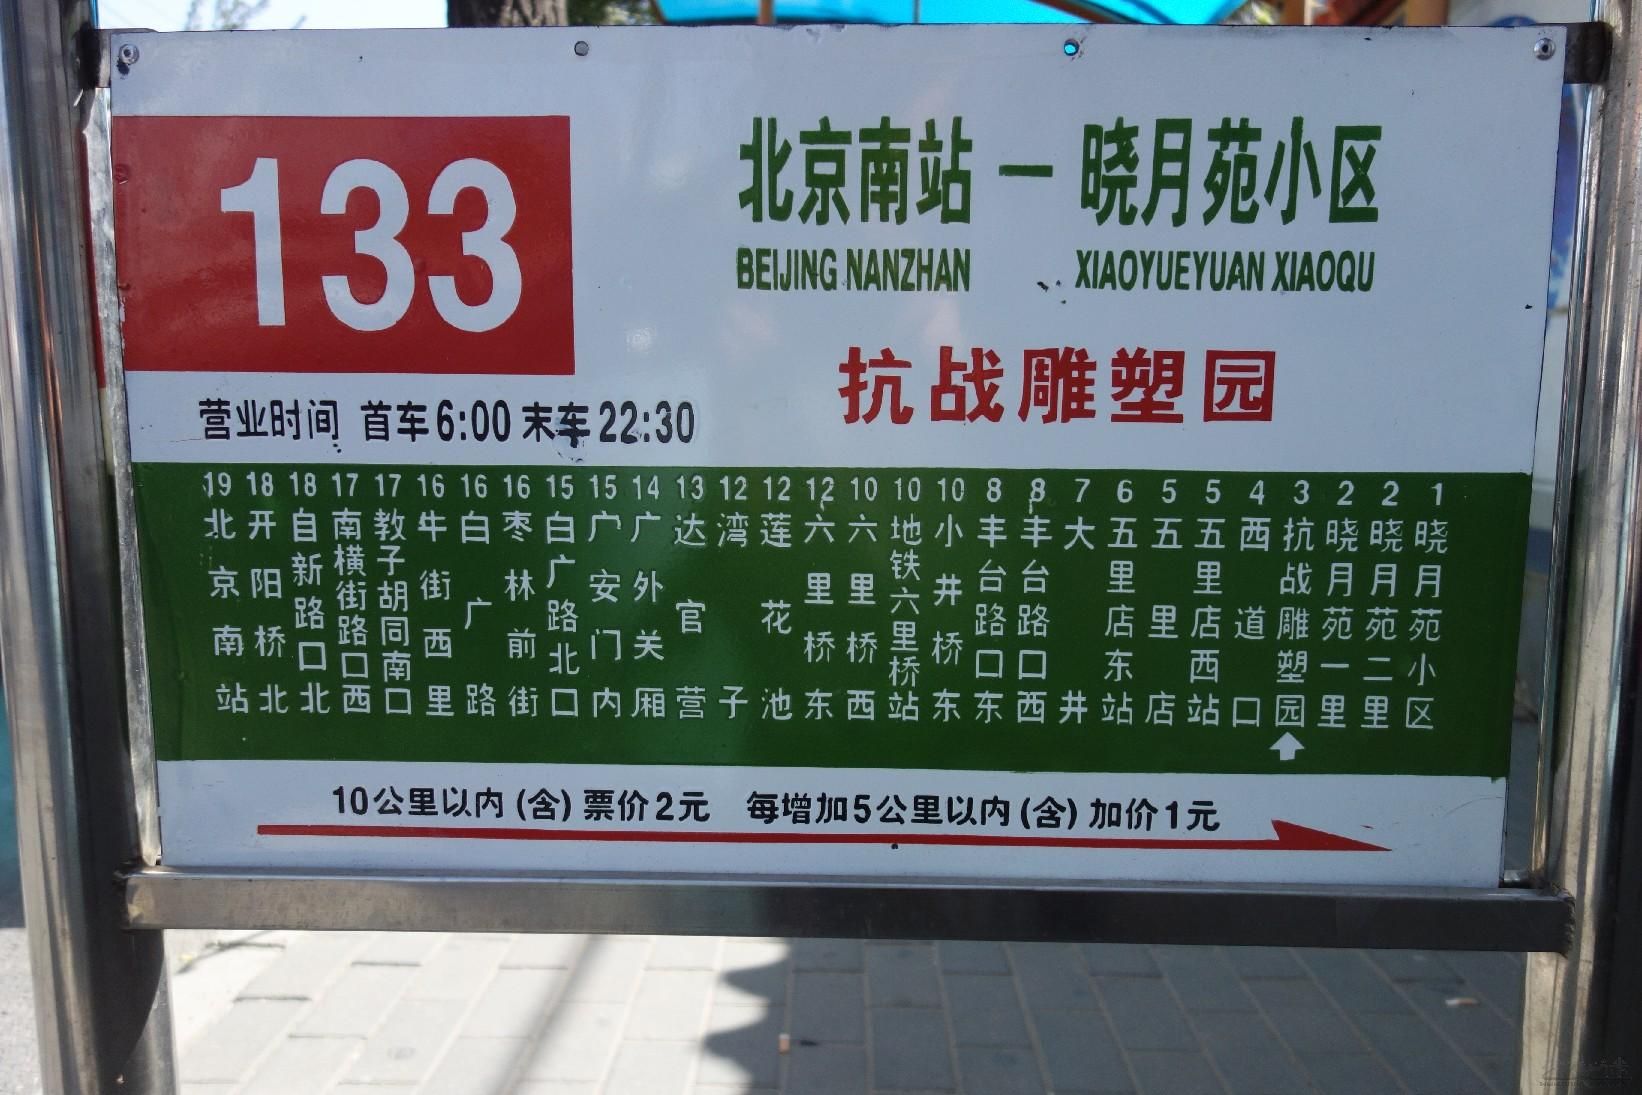 133
北京南站 — 晓月苑小区
BEIJING NANZHAN XIAOYUEYUAN XIAOQU
抗战雕塑园
营业时间 首车6:00 末车22:30
19 北京南站
18 开阳桥北
18 自新路口北
17 南横街路口西
17 教子胡同南口
16 牛街西里
16 白广路
16 枣林前街
15 白广路北口
15 广安门内
14 广外关厢
13 达官营
12 湾子
12 莲花池
12 六里桥东
10 六里桥西
10 地铁六里桥站
10 小井桥东
8 丰台路口东
8 丰台路口西
7 大井
6 五里店东站
5 五里店
5 五里店西站
4 西道口
3 抗战雕塑园
2 晓月苑一里
2 晓月苑二里
1 晓月苑小区
10公里以内(含)票价2元 每增加5公里以内(含)加价1元